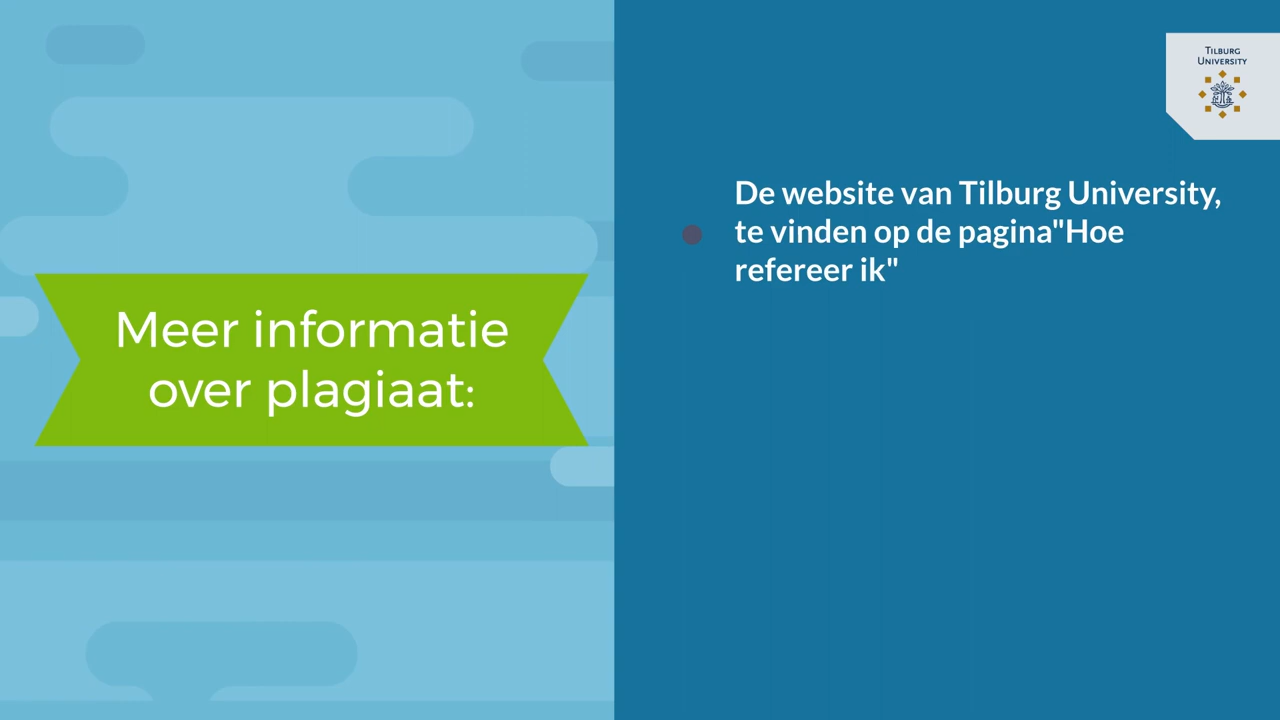 Meer informatie
over plagiaat:
TILBURG
UNIVERSITY
De website van Tilburg University,
te vinden op de pagina"Hoe
refereer ik"